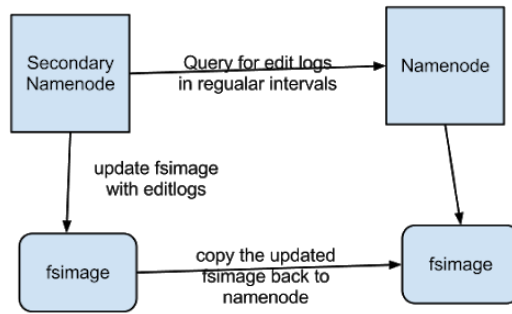 Secondary
Namenode
Query for edit logs
in regualar intervals
Namenode
update fsimage
with editlogs
fsimage
copy the updated
fsimage back to
namenode
fsimage